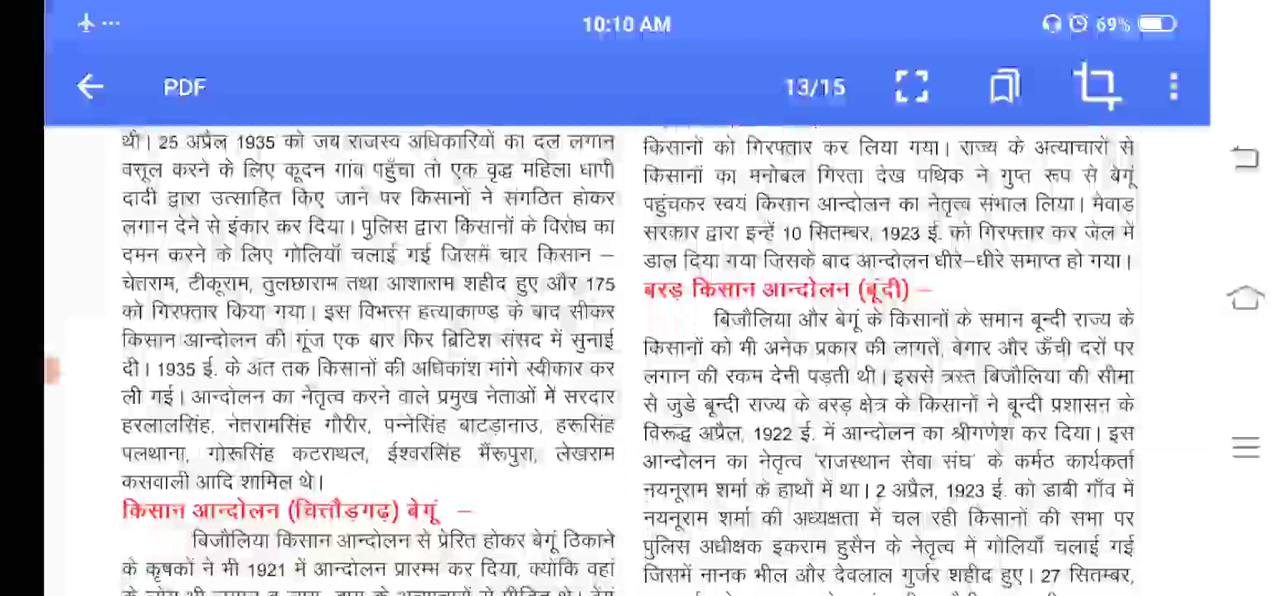 10:10 AM
69%
PDF
13/15
थी। 25 अप्रैल 1935 को जब राजस्व अधिकारियों का दल लगान
वसूल करने के लिए कूदन गांव पहुँचा तो एक वृद्ध महिला धापी
दादी द्वारा उत्साहित किए जाने पर किसानों ने संगठित होकर
लगान देने से इंकार कर दिया। पुलिस द्वारा किसानों के विरोध का
दमन करने के लिए गोलियाँ चलाई गई जिसमें चार किसान –
चेतराम, टीकूराम, तुलछाराम तथा आशाराम शहीद हुए और 175
को गिरफ्तार किया गया। इस विभत्स हत्याकाण्ड के बाद सीकर
किसान आन्दोलन की गूंज एक बार फिर ब्रिटिश संसद में सुनाई
दी। 1935 ई. के अंत तक किसानों की अधिकांश मांगे स्वीकार कर
ली गई। आन्दोलन का नेतृत्व करने वाले प्रमुख नेताओं में सरदार
हरलालसिंह, नेतरामसिंह गौरीर, पन्नेसिंह बाटड़ानाउ, हरूसिंह
पलथाना, गोरूसिंह कटराथल, ईश्वरसिंह भैंरूपुरा, लेखराम
कसवाली आदि शामिल थे।
किसान आन्दोलन (चित्तौड़गढ़) बेगूं –
बिजौलिया किसान आन्दोलन से प्रेरित होकर बेगूं ठिकाने
के कृषकों ने भी 1921 में आन्दोलन प्रारम्भ कर दिया, क्योंकि वहां
किसानों को गिरफ्तार कर लिया गया। राज्य के अत्याचारों से
किसानों का मनोबल गिरता देख पथिक ने गुप्त रूप से बेगूं
पहुंचकर स्वयं किसान आन्दोलन का नेतृत्व संभाल लिया। मेवाड़
सरकार द्वारा इन्हें 10 सितम्बर, 1923 ई. को गिरफ्तार कर जेल में
डाल दिया गया जिसके बाद आन्दोलन धीरे–धीरे समाप्त हो गया।
बरड़ किसान आन्दोलन (बूंदी) –
बिजौलिया और बेगूं के किसानों के समान बून्दी राज्य के
किसानों को भी अनेक प्रकार की लागतें, बेगार और ऊँची दरों पर
लगान की रकम देनी पड़ती थी। इससे त्रस्त बिजौलिया की सीमा
से जुडे बून्दी राज्य के बरड़ क्षेत्र के किसानों ने बून्दी प्रशासन के
विरूद्ध अप्रैल, 1922 ई. में आन्दोलन का श्रीगणेश कर दिया। इस
आन्दोलन का नेतृत्व 'राजस्थान सेवा संघ' के कर्मठ कार्यकर्ता
नयनूराम शर्मा के हाथों में था। 2 अप्रैल, 1923 ई. को डाबी गाँव में
नयनूराम शर्मा की अध्यक्षता में चल रही किसानों की सभा पर
पुलिस अधीक्षक इकराम हुसैन के नेतृत्व में गोलियाँ चलाई गई
जिसमें नानक भील और देवलाल गुर्जर शहीद हुए। 27 सितम्बर,